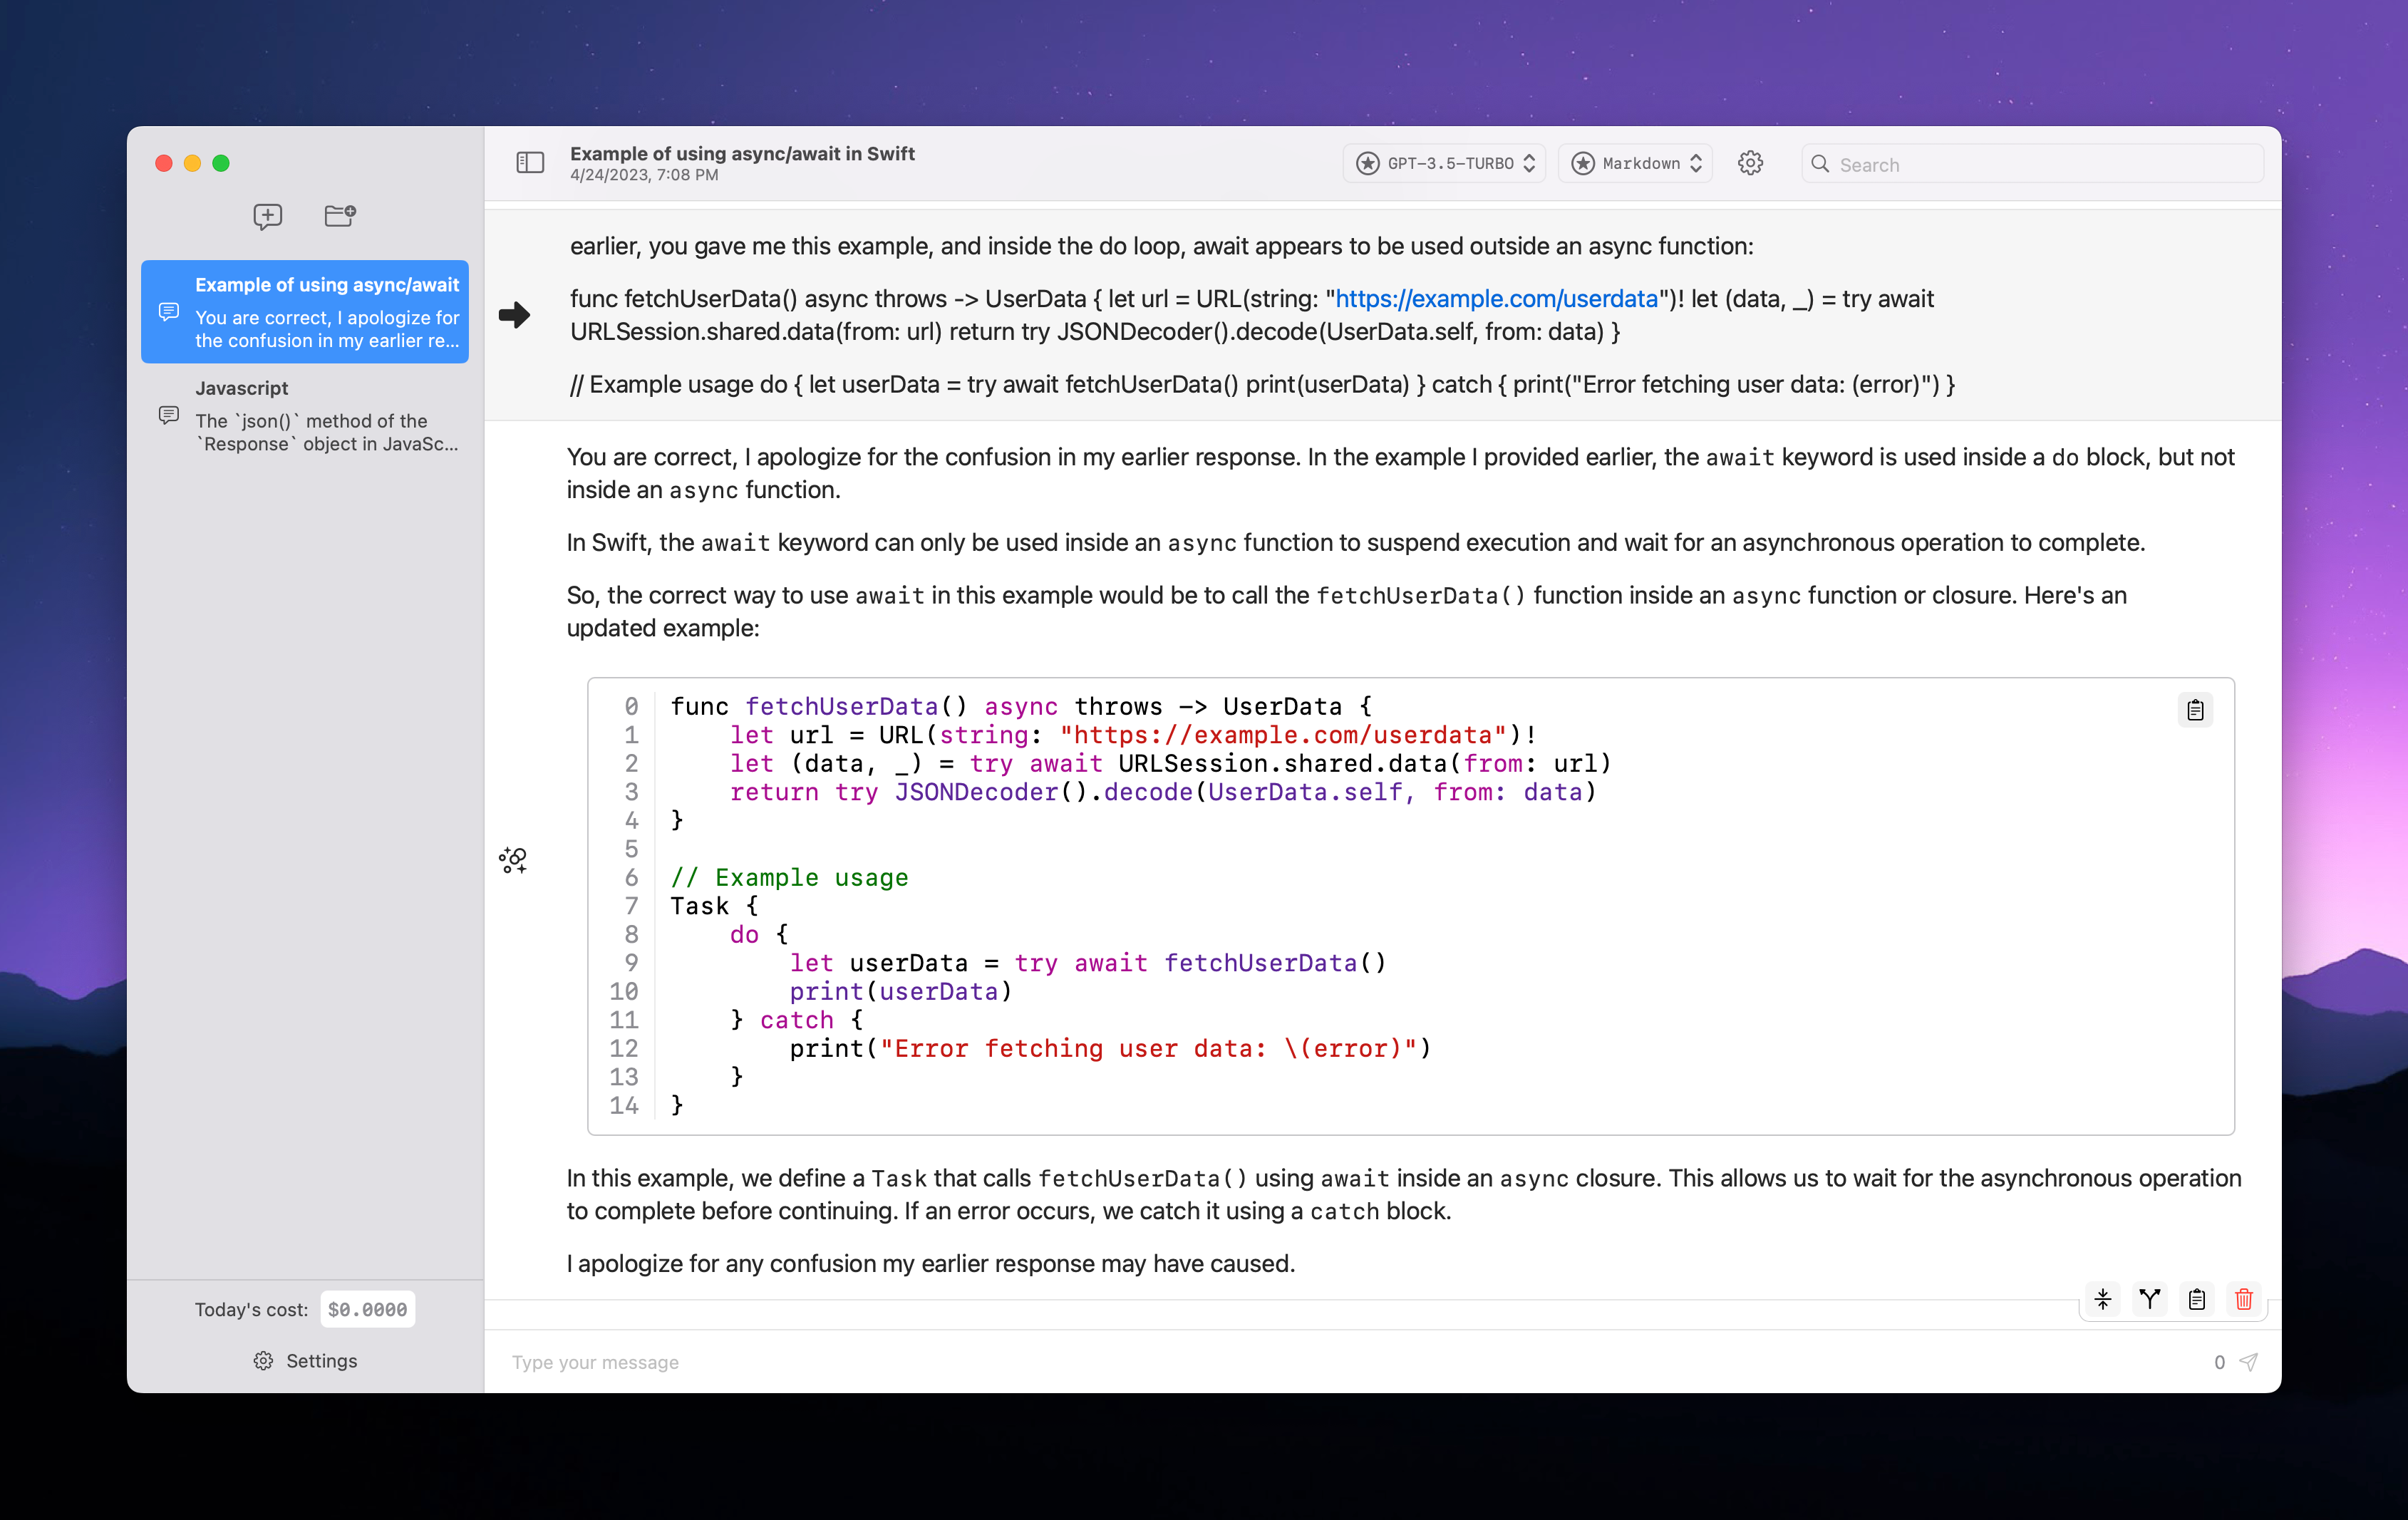 Example of using async/await
You are correct, I apologize for
the confusion in my earlier re...
Javascript
The `json()` method of the
`Response` object in JavaSc...
Today's cost: $0.0000
Settings
Example of using async/await in Swift
4/24/2023, 7:08 PM
GPT-3.5-TURBO
Markdown
Search
earlier, you gave me this example, and inside the do loop, await appears to be used outside an async function:
func fetchUserData() async throws -> UserData { let url = URL(string: "https://example.com/userdata")! let (data, _) = try await
URLSession.shared.data(from: url) return try JSONDecoder().decode(UserData.self, from: data) }
// Example usage do { let userData = try await fetchUserData() print(userData) } catch { print("Error fetching user data: (error)") }
You are correct, I apologize for the confusion in my earlier response. In the example I provided earlier, the await keyword is used inside a do block, but not
inside an async function.
In Swift, the await keyword can only be used inside an async function to suspend execution and wait for an asynchronous operation to complete.
So, the correct way to use await in this example would be to call the fetchUserData() function inside an async function or closure. Here's an
updated example:
0 func fetchUserData() async throws -> UserData {
1     let url = URL(string: "https://example.com/userdata")!
2     let (data, _) = try await URLSession.shared.data(from: url)
3     return try JSONDecoder().decode(UserData.self, from: data)
4 }
5
6 // Example usage
7 Task {
8     do {
9         let userData = try await fetchUserData()
10         print(userData)
11     } catch {
12         print("Error fetching user data: \(error)")
13     }
14 }
In this example, we define a Task that calls fetchUserData() using await inside an async closure. This allows us to wait for the asynchronous operation
to complete before continuing. If an error occurs, we catch it using a catch block.
I apologize for any confusion my earlier response may have caused.
Type your message
0